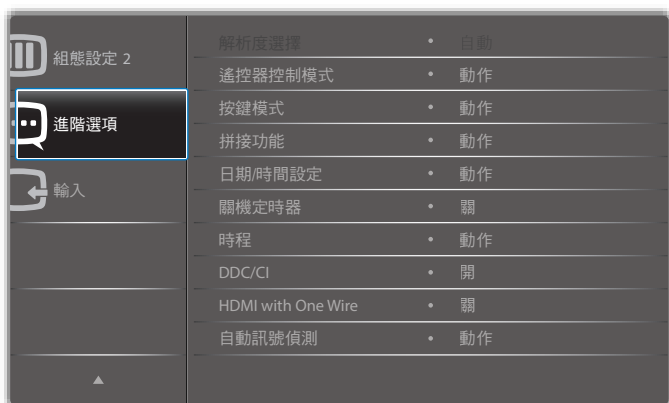 組態設定 2
進階選項
輸入
解析度選擇 • 自動
遙控器控制模式 • 動作
按鍵模式 • 動作
拼接功能 • 動作
日期/時間設定 • 動作
關機定時器 • 關
時程 • 動作
DDC/CI • 開
HDMI with One Wire • 關
自動訊號偵測 • 動作